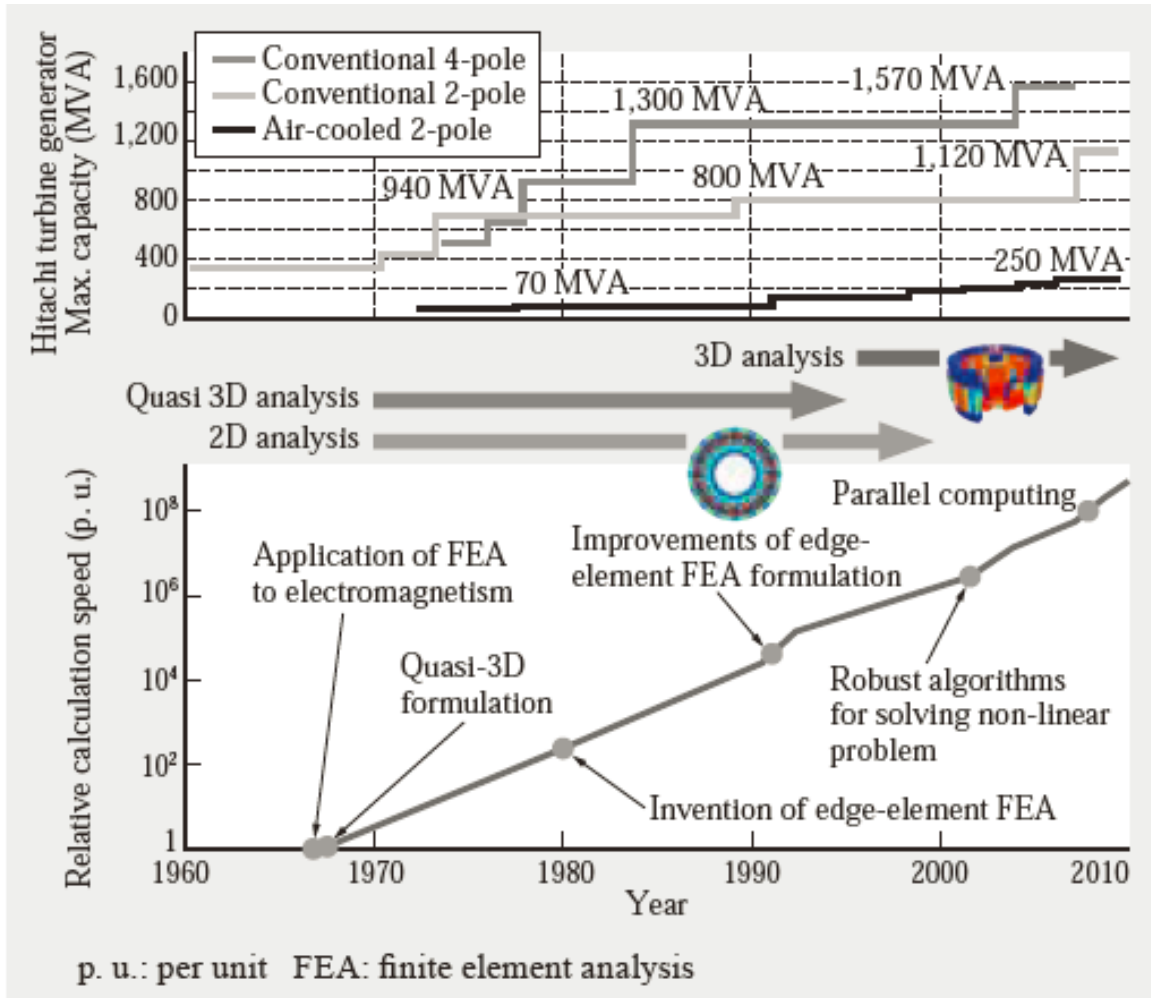 Hitachi turbine generator
Max. capacity (MVA)
Conventional 4-pole
Conventional 2-pole
Air-cooled 2-pole
1,600
1,200
800
400
0
1,570 MVA
1,300 MVA
1,120 MVA
940 MVA
800 MVA
250 MVA
70 MVA
3D analysis
Quasi 3D analysis
2D analysis
Relative calculation speed (p. u.)
10⁸
10⁶
10⁴
10²
1
Parallel computing
Improvements of edge-
element FEA formulation
Application of FEA
to electromagnetism
Quasi-3D
formulation
Robust algorithms
for solving non-linear
problem
Invention of edge-element FEA
1960
1970
1980
1990
2000
2010
Year
p. u.: per unit FEA: finite element analysis